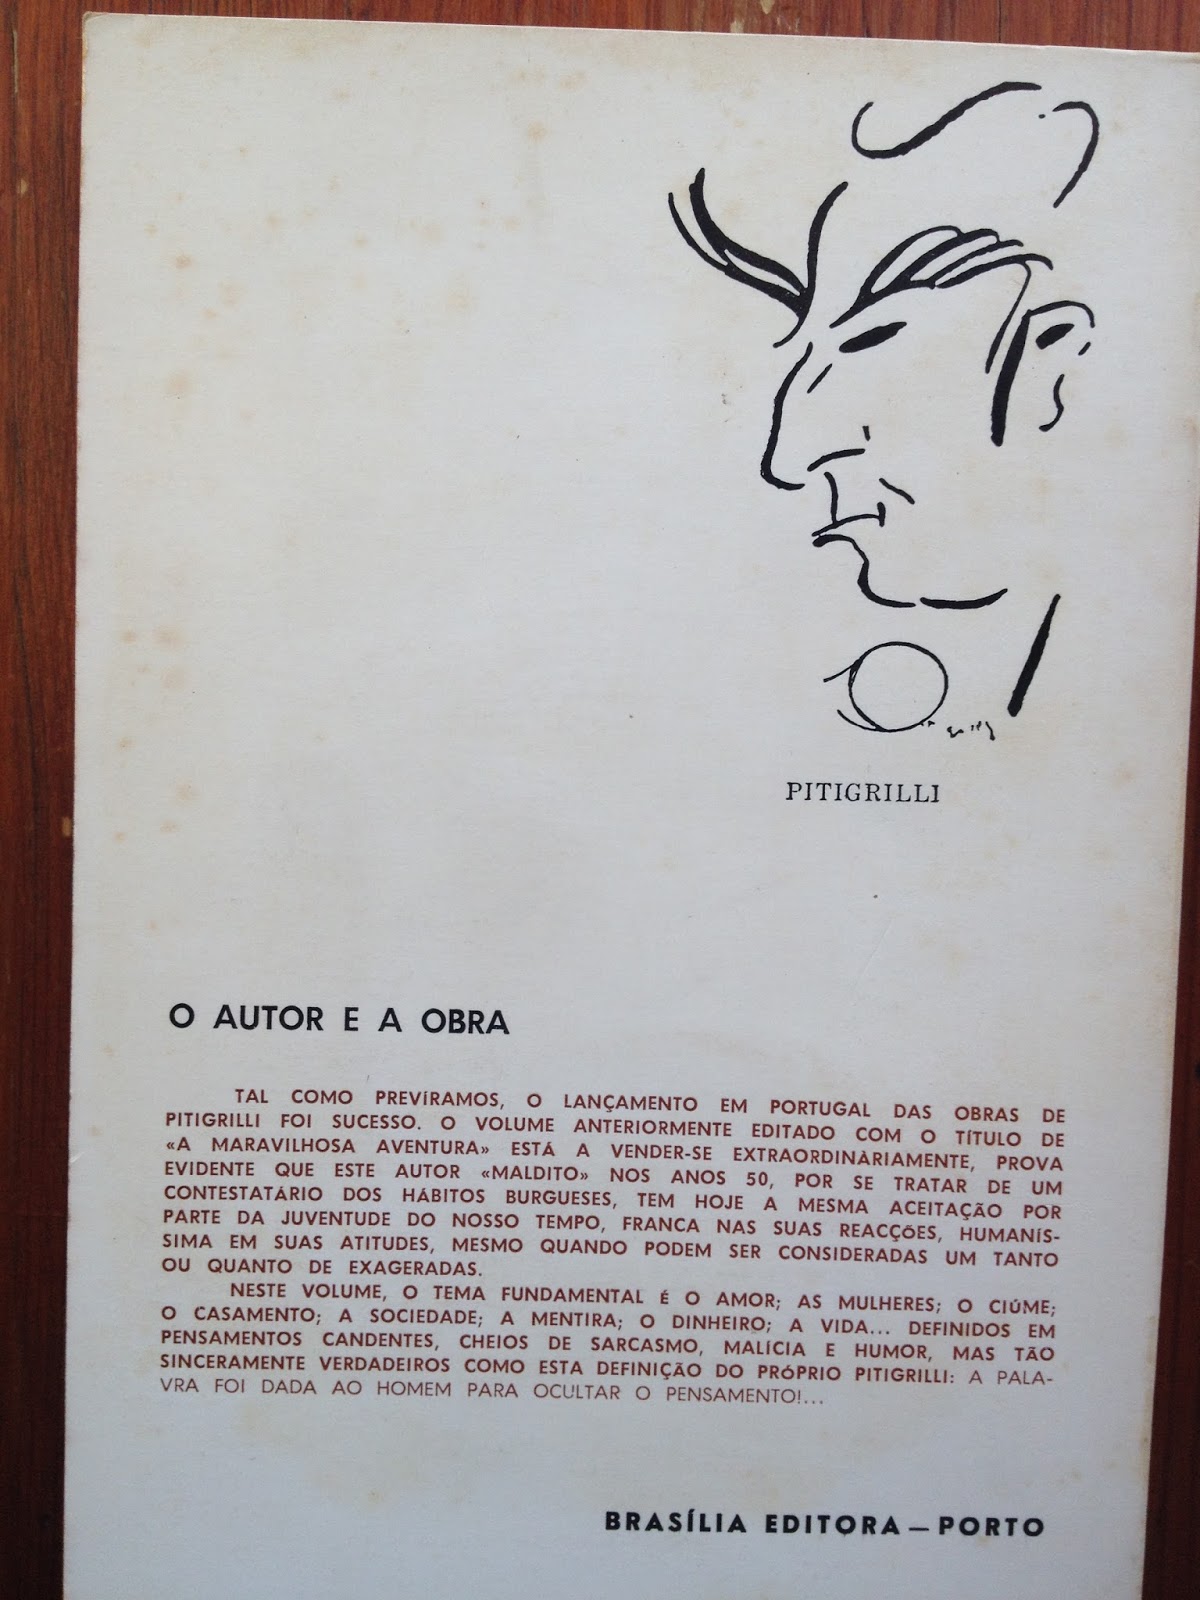 PITIGRILLI
O AUTOR E A OBRA
TAL COMO PREVÍRAMOS, O LANÇAMENTO EM PORTUGAL DAS OBRAS DE
PITIGRILLI FOI SUCESSO. O VOLUME ANTERIORMENTE EDITADO COM O TÍTULO DE
«A MARAVILHOSA AVENTURA» ESTÁ A VENDER-SE EXTRAORDINÀRIAMENTE, PROVA
EVIDENTE QUE ESTE AUTOR «MALDITO» NOS ANOS 50, POR SE TRATAR DE UM
CONTESTATÁRIO DOS HÁBITOS BURGUESES, TEM HOJE A MESMA ACEITAÇÃO POR
PARTE DA JUVENTUDE DO NOSSO TEMPO, FRANCA NAS SUAS REACÇÕES, HUMANÍS-
SIMA EM SUAS ATITUDES, MESMO QUANDO PODEM SER CONSIDERADAS UM TANTO
OU QUANTO DE EXAGERADAS.
NESTE VOLUME, O TEMA FUNDAMENTAL É O AMOR; AS MULHERES; O CIÚME;
O CASAMENTO; A SOCIEDADE; A MENTIRA; O DINHEIRO; A VIDA... DEFINIDOS EM
PENSAMENTOS CANDENTES, CHEIOS DE SARCASMO, MALÍCIA E HUMOR, MAS TÃO
SINCERAMENTE VERDADEIROS COMO ESTA DEFINIÇÃO DO PRÓPRIO PITIGRILLI: A PALA-
VRA FOI DADA AO HOMEM PARA OCULTAR O PENSAMENTO!...
BRASÍLIA EDITORA — PORTO